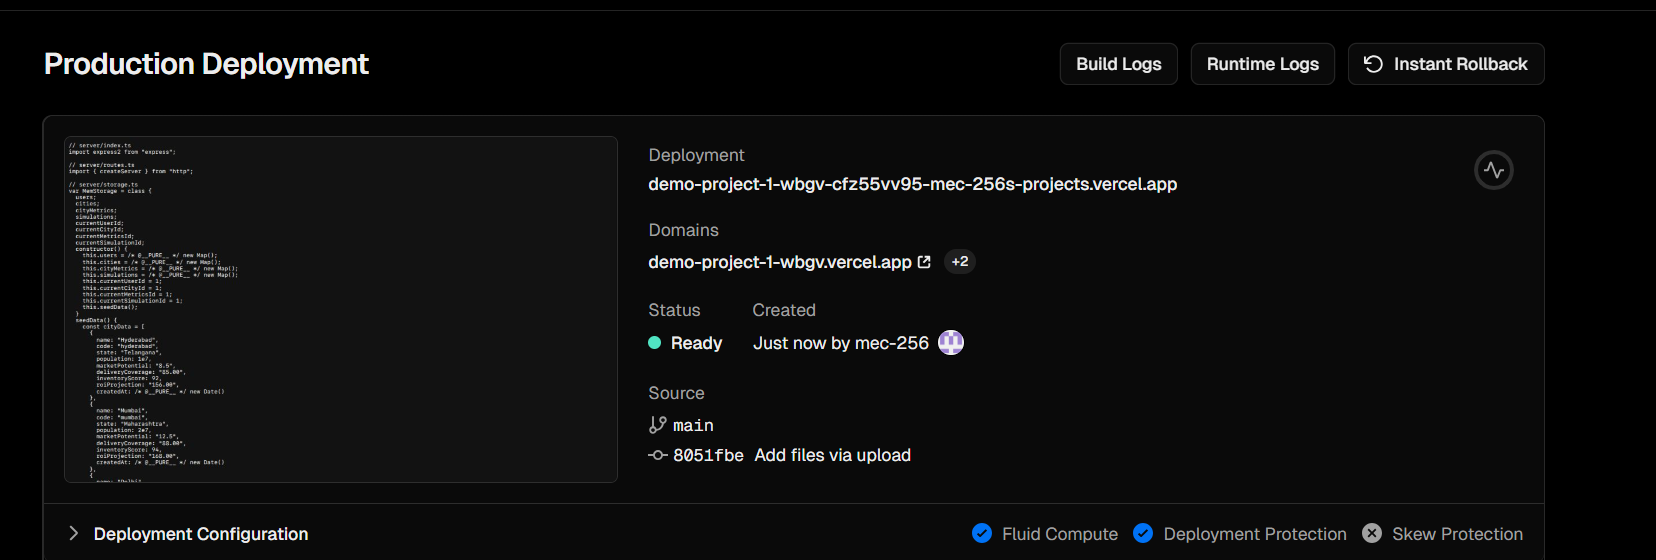 Production Deployment
Build Logs
Runtime Logs
Instant Rollback
// server/index.ts
import express2 from "express";
// server/routes.ts
import { createServer } from "http";
// server/storage.ts
var MemStorage = class {
users;
cities;
cityMetrics;
simulations;
currentUserId;
currentCityId;
currentMetricsId;
currentSimulationId;
constructor() {
this.users = /* @__PURE__ */ new Map();
this.cities = /* @__PURE__ */ new Map();
this.cityMetrics = /* @__PURE__ */ new Map();
this.simulations = /* @__PURE__ */ new Map();
this.currentUserId = 1;
this.currentCityId = 1;
this.currentMetricsId = 1;
this.currentSimulationId = 1;
this.seedData();
}
seedData() {
const cityData = [
{
name: "Hyderabad",
code: "hyderabad",
state: "Telangana",
population: 1e7,
marketPotential: "8.5",
deliveryCoverage: "85.00",
inventoryScore: 92,
roiProjection: "156.00",
createdAt: /* @__PURE__ */ new Date()
},
{
name: "Mumbai",
code: "mumbai",
state: "Maharashtra",
population: 2e7,
marketPotential: "12.5",
deliveryCoverage: "88.00",
inventoryScore: 94,
roiProjection: "168.00",
createdAt: /* @__PURE__ */ new Date()
},
{
name: "Delhi",
Deployment
demo-project-1-wbgv-cfz55vv95-mec-256s-projects.vercel.app
Domains
demo-project-1-wbgv.vercel.app +2
Status Created
Ready Just now by mec-256
Source
main
8051fbe Add files via upload
Deployment Configuration
Fluid Compute
Deployment Protection
Skew Protection